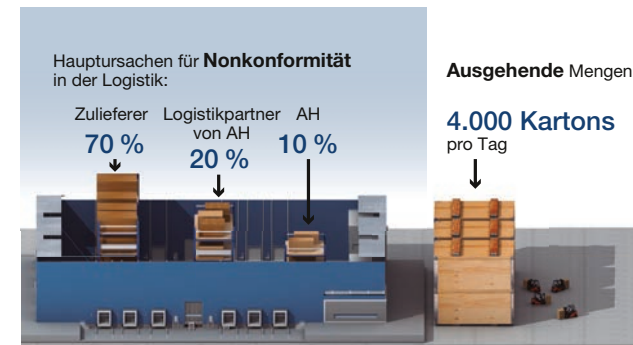 Hauptursachen für Nonkonformität
in der Logistik:
Zulieferer
70 %
Logistikpartner
von AH
20 %
AH
10 %
Ausgehende Mengen
4.000 Kartons
pro Tag